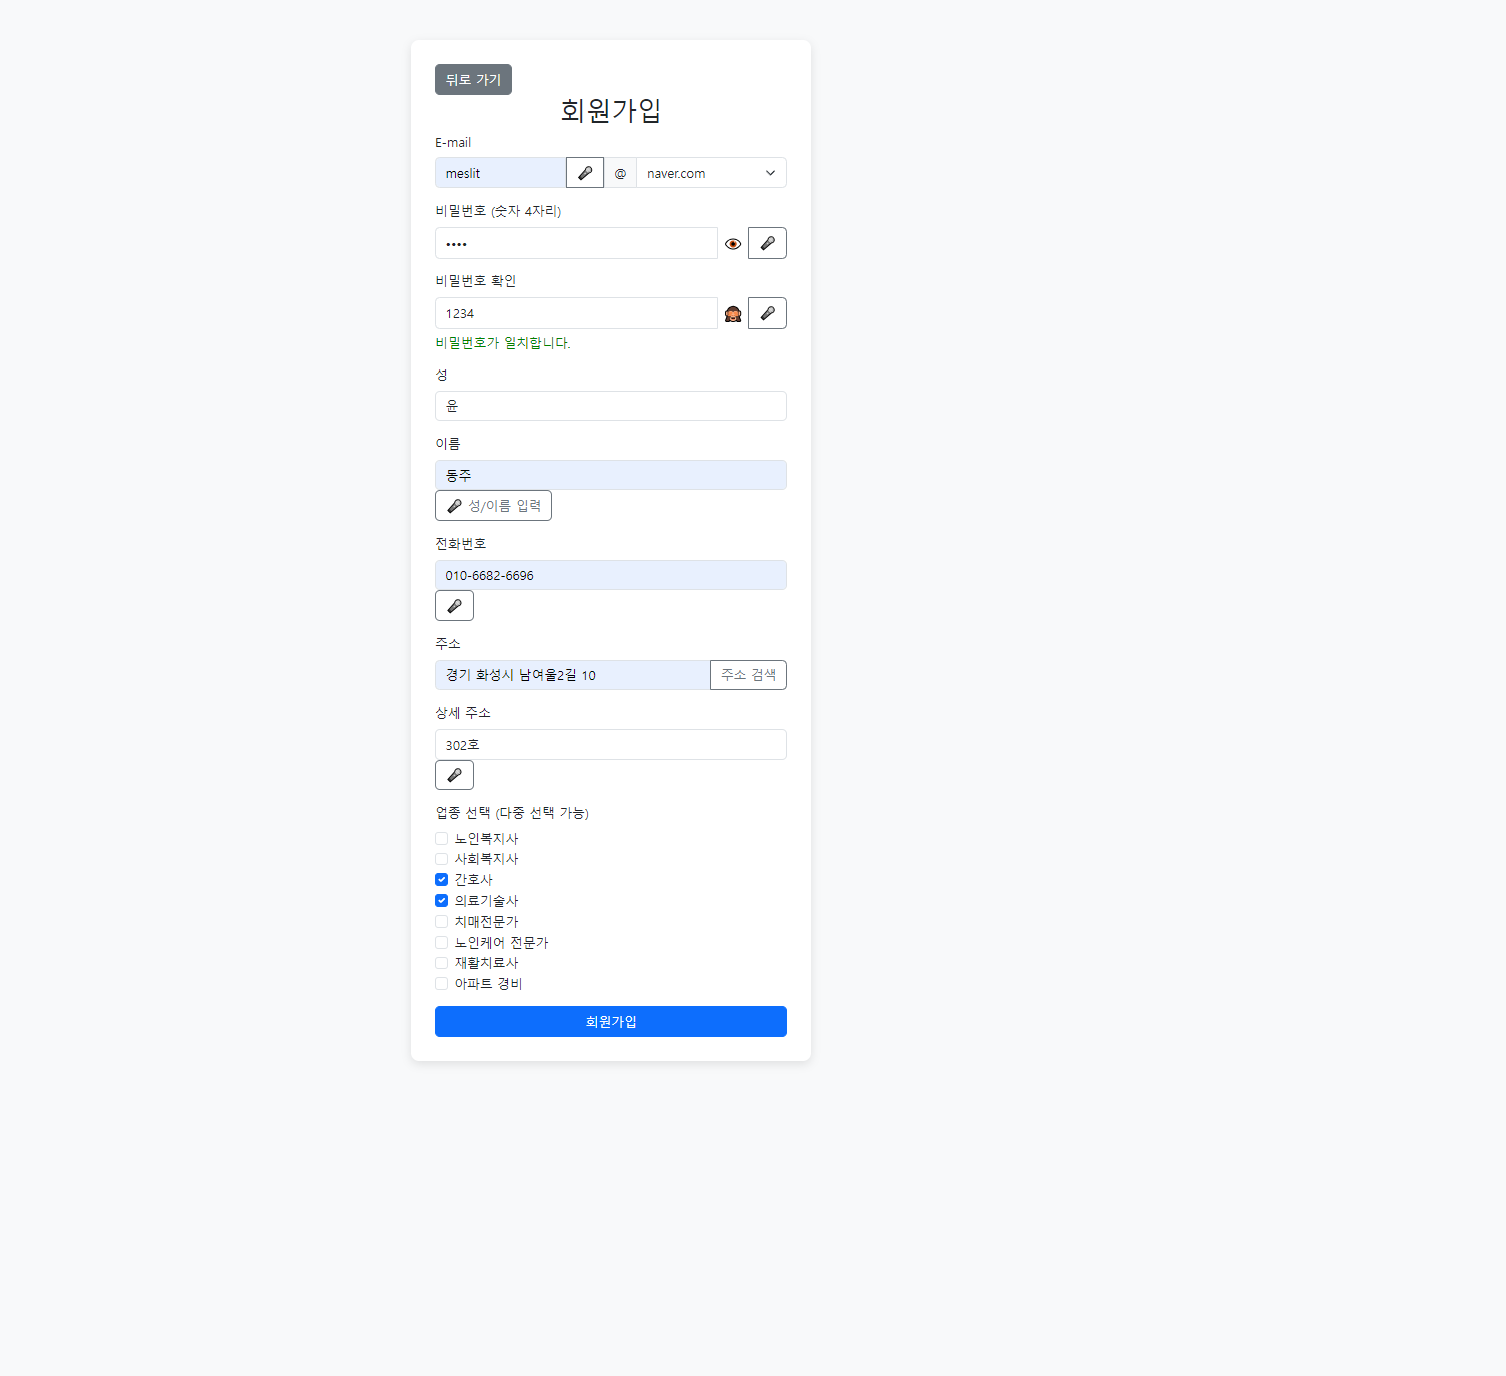 뒤로 가기
회원가입
E-mail
meslit @ naver.com
비밀번호 (숫자 4자리)
••••
비밀번호 확인
1234
비밀번호가 일치합니다.
성
윤
이름
동주
성/이름 입력
전화번호
010-6682-6696
주소
경기 화성시 남여울2길 10 주소 검색
상세 주소
302호
업종 선택 (다중 선택 가능)
노인복지사
사회복지사
간호사
의료기술사
치매전문가
노인케어 전문가
재활치료사
아파트 경비
회원가입